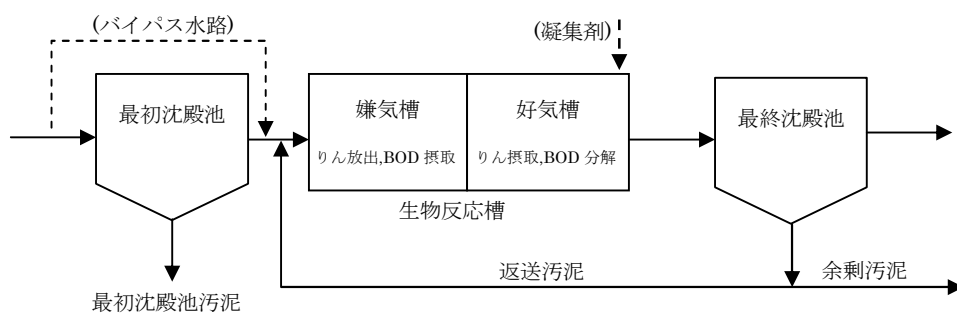 (バイパス水路)
(凝集剤)
最初沈殿池
嫌気槽
好気槽
最終沈殿池
りん放出,BOD 摂取
りん摂取,BOD 分解
生物反応槽
返送汚泥
余剰汚泥
最初沈殿池汚泥